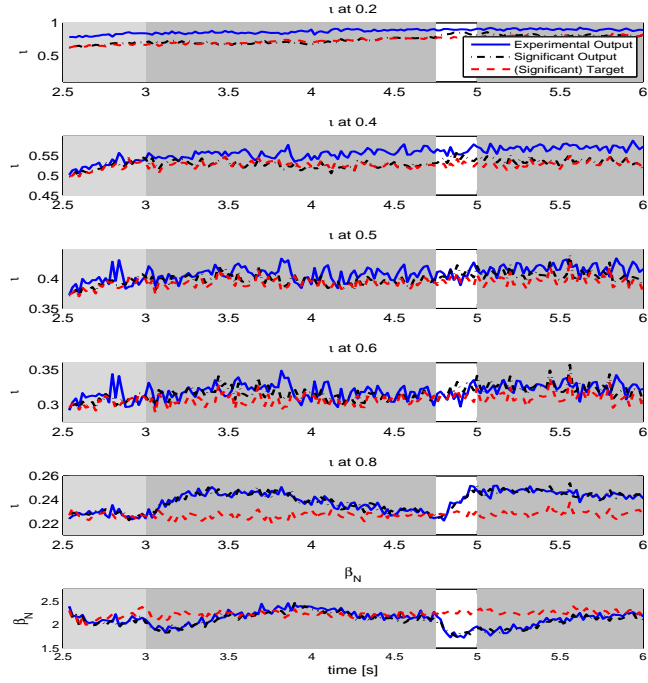 ι at 0.2
1
ι
2.5 3 3.5 4 4.5 5 5.5 6
Experimental Output
Significant Output
(Significant) Target
ι at 0.4
0.55
0.5
0.45
ι
2.5 3 3.5 4 4.5 5 5.5 6
ι at 0.5
0.4
0.35
ι
2.5 3 3.5 4 4.5 5 5.5 6
ι at 0.6
0.35
0.3
ι
2.5 3 3.5 4 4.5 5 5.5 6
ι at 0.8
0.26
0.24
0.22
ι
2.5 3 3.5 4 4.5 5 5.5 6
β_N
2.5
2
1.5
β_N
2.5 3 3.5 4 4.5 5 5.5 6
time [s]